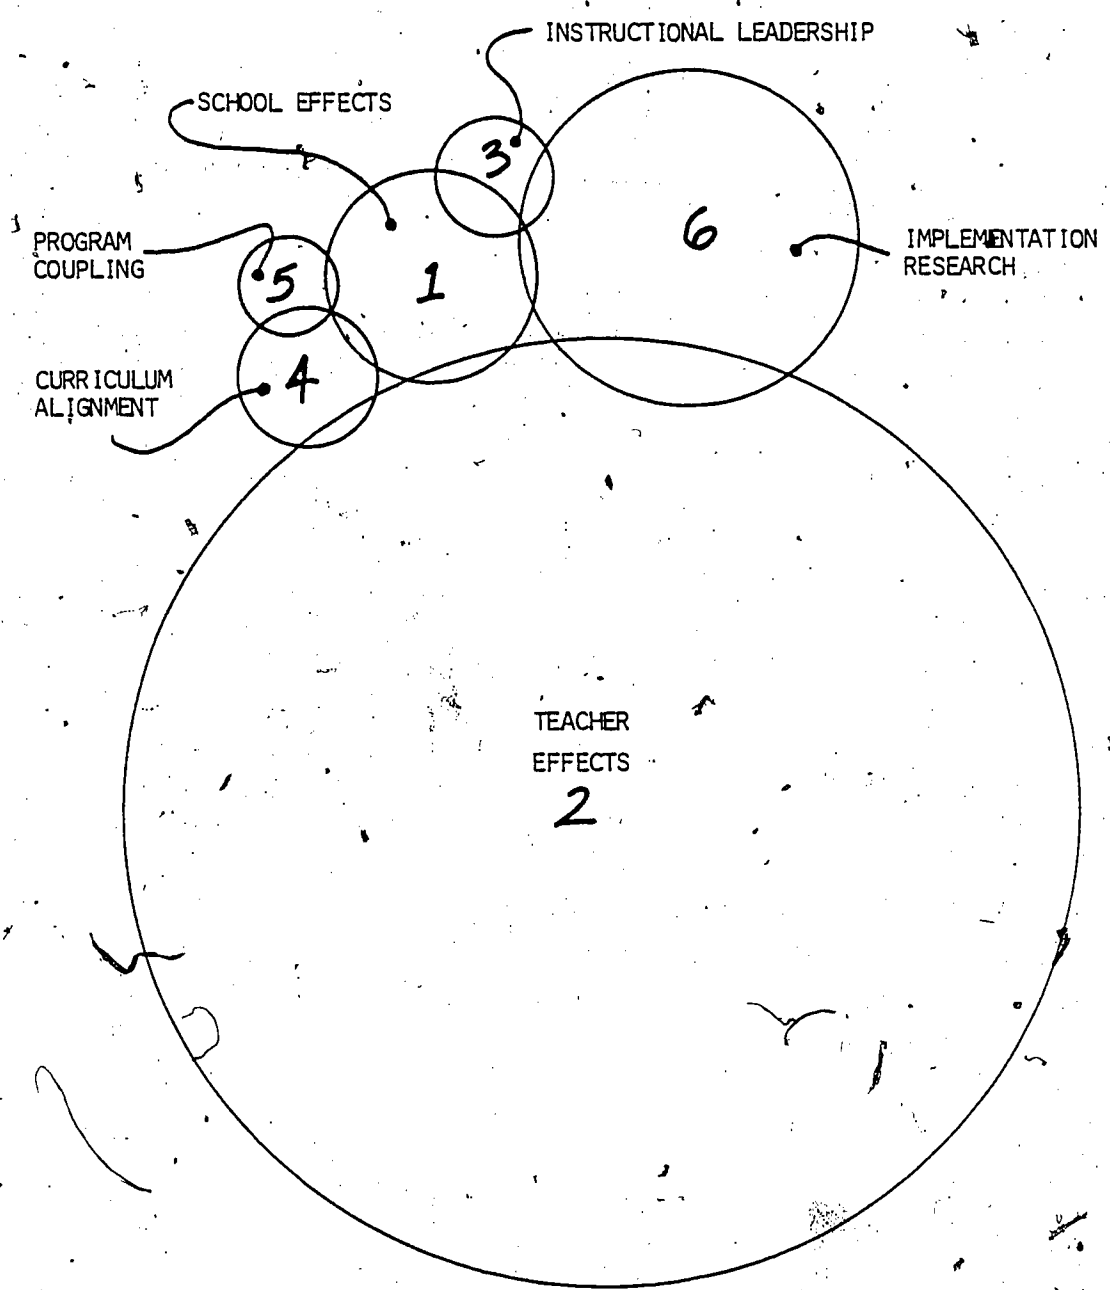 INSTRUCTIONAL LEADERSHIP
SCHOOL EFFECTS
3
6
PROGRAM
COUPLING
IMPLEMENTATION
RESEARCH
5
1
CURRICULUM
ALIGNMENT
4
TEACHER
EFFECTS
2